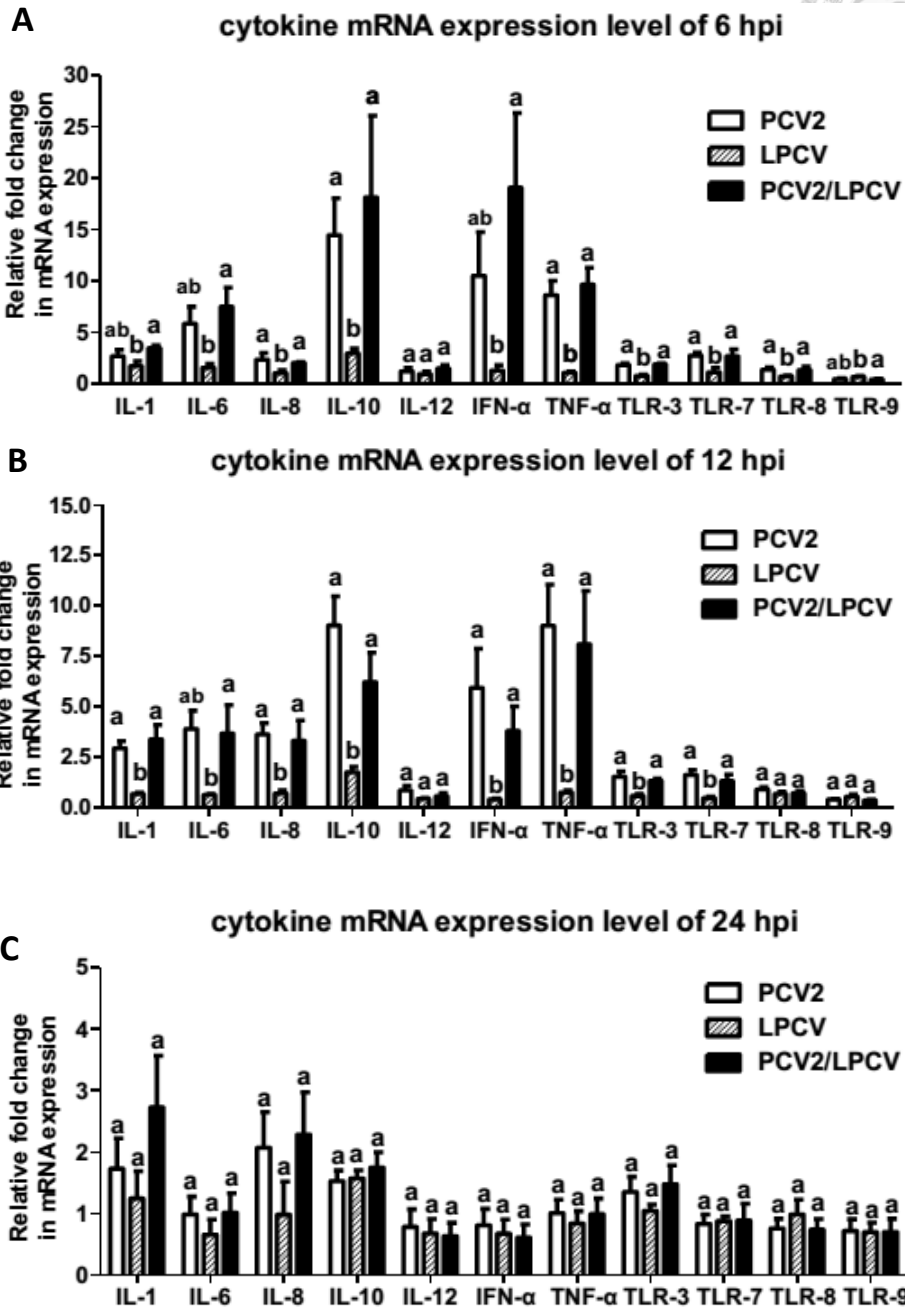 A
cytokine mRNA expression level of 6 hpi
Relative fold change
in mRNA expression
30
25
20
15
10
5
0
PCV2
LPCV
PCV2/LPCV
ab b a
ab b a
a b a
a b a
a a a
ab b a
a b a
a b a
a b a
a b a
ab b a
IL-1 IL-6 IL-8 IL-10 IL-12 IFN-α TNF-α TLR-3 TLR-7 TLR-8 TLR-9
B
cytokine mRNA expression level of 12 hpi
Relative fold change
in mRNA expression
15.0
12.5
10.0
7.5
5.0
2.5
0.0
PCV2
LPCV
PCV2/LPCV
a b a
ab b a
a b a
a b a
a a a
a b a
a b a
a b a
a b a
a a a
a a a
IL-1 IL-6 IL-8 IL-10 IL-12 IFN-α TNF-α TLR-3 TLR-7 TLR-8 TLR-9
C
cytokine mRNA expression level of 24 hpi
Relative fold change
in mRNA expression
5
4
3
2
1
0
PCV2
LPCV
PCV2/LPCV
a a a
a a a
a a a
a a a
a a a
a a a
a a a
a a a
a a a
a a a
a a a
IL-1 IL-6 IL-8 IL-10 IL-12 IFN-α TNF-α TLR-3 TLR-7 TLR-8 TLR-9